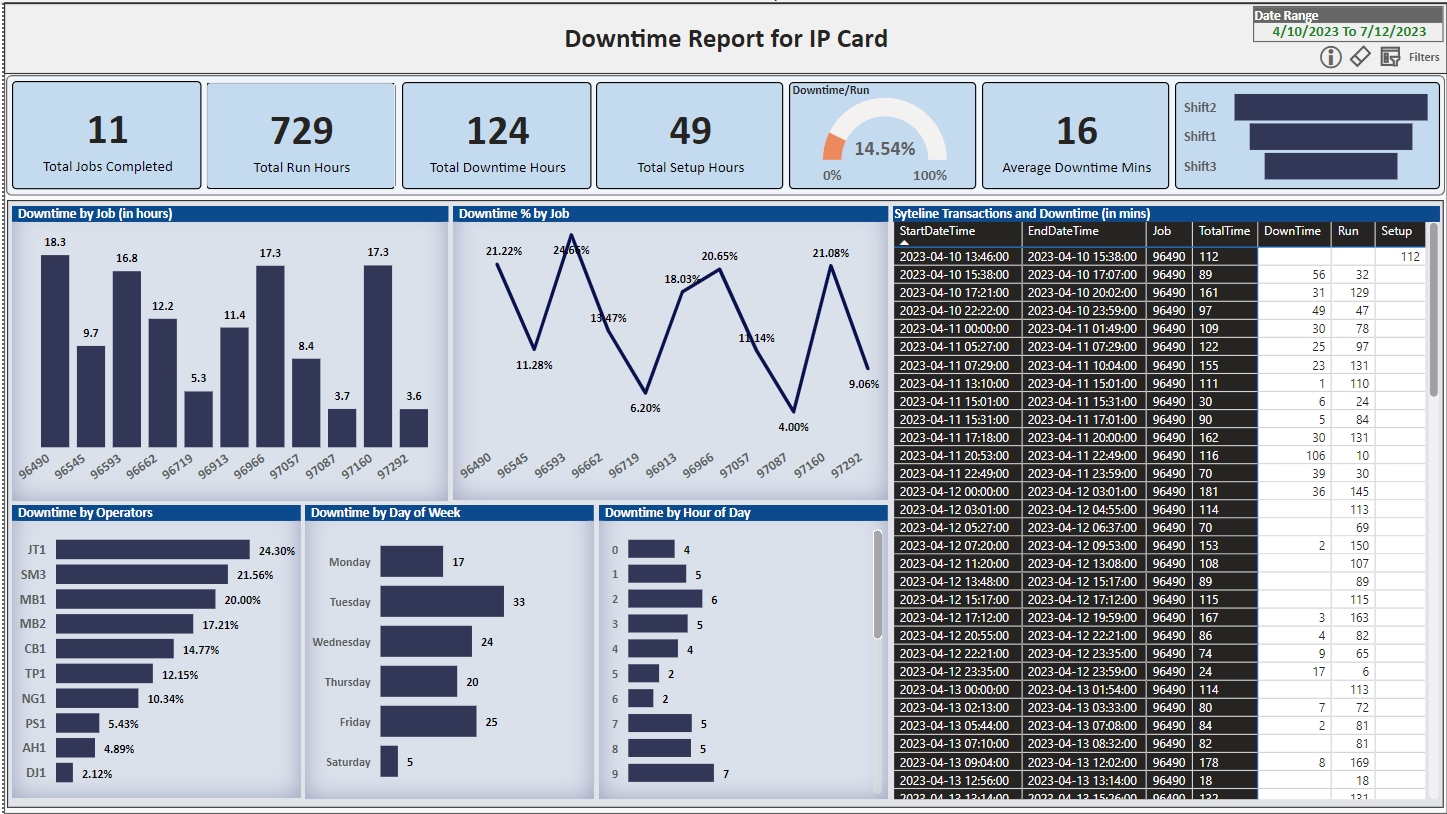 Downtime Report for IP Card
Date Range
4/10/2023 To 7/12/2023
Filters
11
Total Jobs Completed
729
Total Run Hours
124
Total Downtime Hours
49
Total Setup Hours
Downtime/Run
14.54%
0% 100%
16
Average Downtime Mins
Shift2
Shift1
Shift3
Downtime by Job (in hours)
18.3
9.7
16.8
12.2
5.3
11.4
17.3
8.4
3.7
17.3
3.6
96490 96545 96593 96662 96719 96913 96966 97057 97087 97160 97292
Downtime % by Job
21.22%
11.28%
24.65%
13.47%
6.20%
18.03%
20.65%
11.14%
4.00%
21.08%
9.06%
96490 96545 96593 96662 96719 96913 96966 97057 97087 97160 97292
Downtime by Operators
JT1 24.30%
SM3 21.56%
MB1 20.00%
MB2 17.21%
CB1 14.77%
TP1 12.15%
NG1 10.34%
PS1 5.43%
AH1 4.89%
DJ1 2.12%
Downtime by Day of Week
Monday 17
Tuesday 33
Wednesday 24
Thursday 20
Friday 25
Saturday 5
Downtime by Hour of Day
0 4
1 5
2 6
3 5
4 4
5 2
6 2
7 5
8 5
9 7
Syteline Transactions and Downtime (in mins)
StartDateTime EndDateTime Job TotalTime DownTime Run Setup
2023-04-10 13:46:00 2023-04-10 15:38:00 96490 112 112
2023-04-10 15:38:00 2023-04-10 17:07:00 96490 89 56 32
2023-04-10 17:21:00 2023-04-10 20:02:00 96490 161 31 129
2023-04-10 22:22:00 2023-04-10 23:59:00 96490 97 49 47
2023-04-11 00:00:00 2023-04-11 01:49:00 96490 109 30 78
2023-04-11 05:27:00 2023-04-11 07:29:00 96490 122 25 97
2023-04-11 07:29:00 2023-04-11 10:04:00 96490 155 23 131
2023-04-11 13:10:00 2023-04-11 15:01:00 96490 111 1 110
2023-04-11 15:01:00 2023-04-11 15:31:00 96490 30 6 24
2023-04-11 15:31:00 2023-04-11 17:01:00 96490 90 5 84
2023-04-11 17:18:00 2023-04-11 20:00:00 96490 162 30 131
2023-04-11 20:53:00 2023-04-11 22:49:00 96490 116 106 10
2023-04-11 22:49:00 2023-04-11 23:59:00 96490 70 39 30
2023-04-12 00:00:00 2023-04-12 03:01:00 96490 181 36 145
2023-04-12 03:01:00 2023-04-12 04:55:00 96490 114 113
2023-04-12 05:27:00 2023-04-12 06:37:00 96490 70 69
2023-04-12 07:20:00 2023-04-12 09:53:00 96490 153 2 150
2023-04-12 11:20:00 2023-04-12 13:08:00 96490 108 107
2023-04-12 13:48:00 2023-04-12 15:17:00 96490 89 89
2023-04-12 15:17:00 2023-04-12 17:12:00 96490 115 115
2023-04-12 17:12:00 2023-04-12 19:59:00 96490 167 3 163
2023-04-12 20:55:00 2023-04-12 22:21:00 96490 86 4 82
2023-04-12 22:21:00 2023-04-12 23:35:00 96490 74 9 65
2023-04-12 23:35:00 2023-04-12 23:59:00 96490 24 17 6
2023-04-13 00:00:00 2023-04-13 01:54:00 96490 114 113
2023-04-13 02:13:00 2023-04-13 03:33:00 96490 80 7 72
2023-04-13 05:44:00 2023-04-13 07:08:00 96490 84 2 81
2023-04-13 07:10:00 2023-04-13 08:32:00 96490 82 81
2023-04-13 09:04:00 2023-04-13 12:02:00 96490 178 8 169
2023-04-13 12:56:00 2023-04-13 13:14:00 96490 18 18
2023-04-13 13:14:00 2023-04-13 15:26:00 96490 132 131